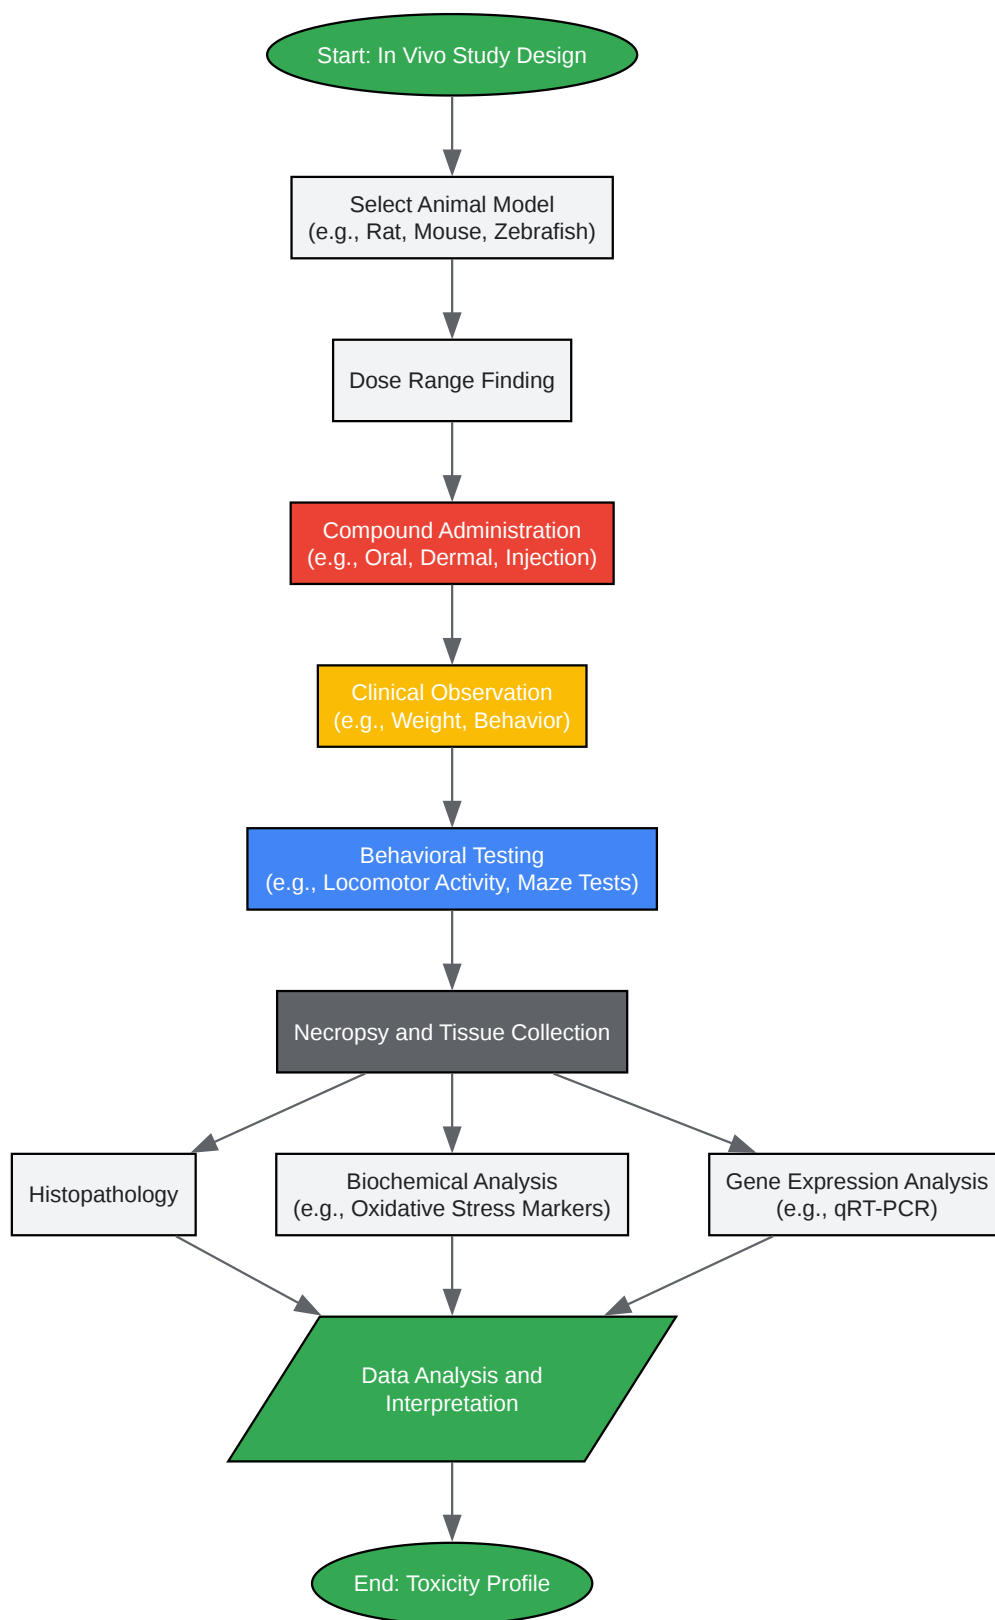 Start: In Vivo Study Design
Select Animal Model
(e.g., Rat, Mouse, Zebrafish)
Dose Range Finding
Compound Administration
(e.g., Oral, Dermal, Injection)
Clinical Observation
(e.g., Weight, Behavior)
Behavioral Testing
(e.g., Locomotor Activity, Maze Tests)
Necropsy and Tissue Collection
Histopathology
Biochemical Analysis
(e.g., Oxidative Stress Markers)
Gene Expression Analysis
(e.g., qRT-PCR)
Data Analysis and
Interpretation
End: Toxicity Profile